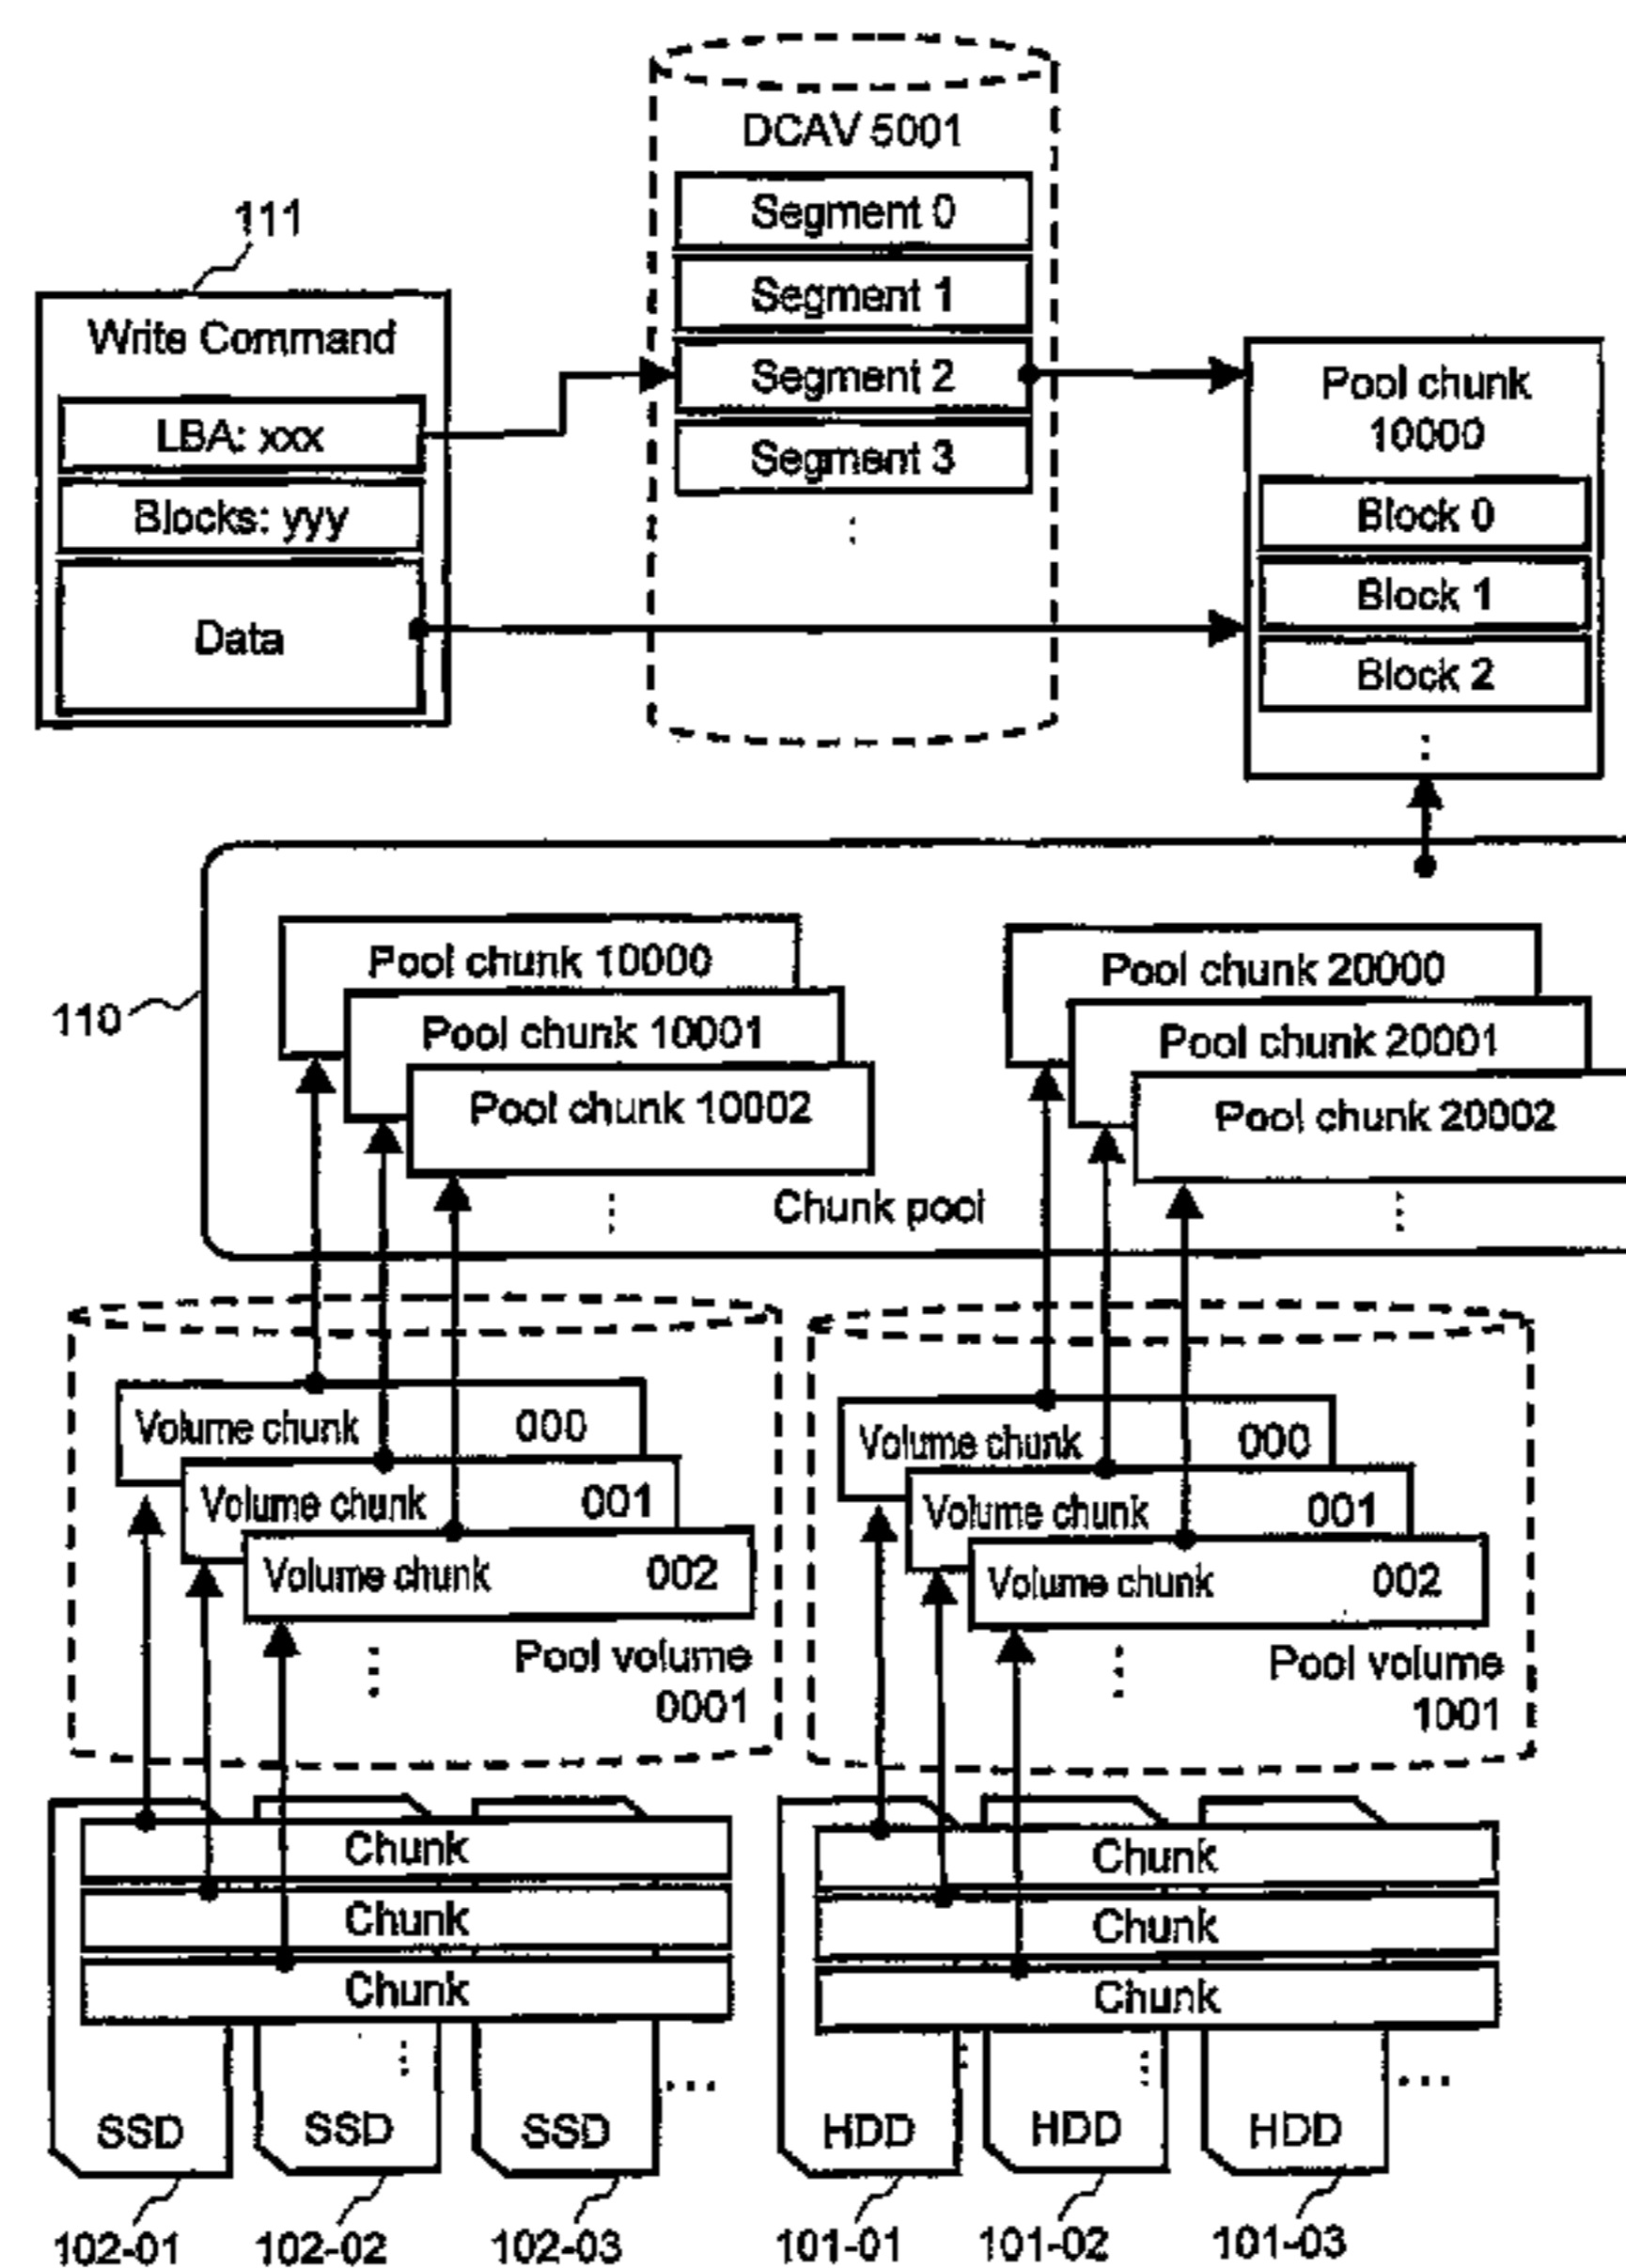 DCAV 5001
Segment 0
Segment 1
Segment 2
Segment 3
111
Write Command
LBA: xxx
Blocks: yyy
Data
Pool chunk
10000
Block 0
Block 1
Block 2
110
Pool chunk 10000
Pool chunk 10001
Pool chunk 10002
Pool chunk 20000
Pool chunk 20001
Pool chunk 20002
Chunk pool
Volume chunk 000
Volume chunk 001
Volume chunk 002
Pool volume
0001
Volume chunk 000
Volume chunk 001
Volume chunk 002
Pool volume
1001
Chunk
Chunk
Chunk
SSD
SSD
SSD
102-01
102-02
102-03
Chunk
Chunk
Chunk
HDD
HDD
HDD
101-01
101-02
101-03